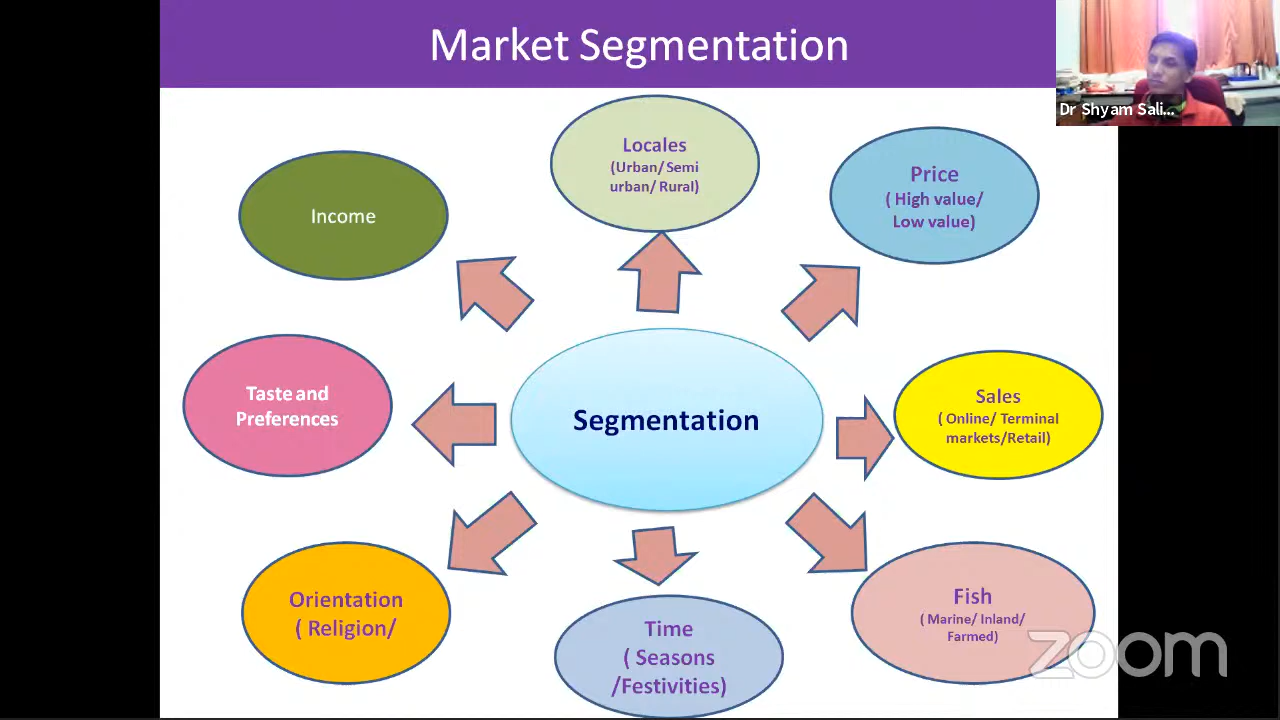 Market Segmentation
Dr Shyam Sali...
Locales
(Urban/ Semi
urban/ Rural)
Price
( High value/
Low value)
Income
Taste and
Preferences
Segmentation
Sales
( Online/ Terminal
markets/Retail)
Orientation
( Religion/
Time
( Seasons
/Festivities)
Fish
( Marine/ Inland/
Farmed)
zoom